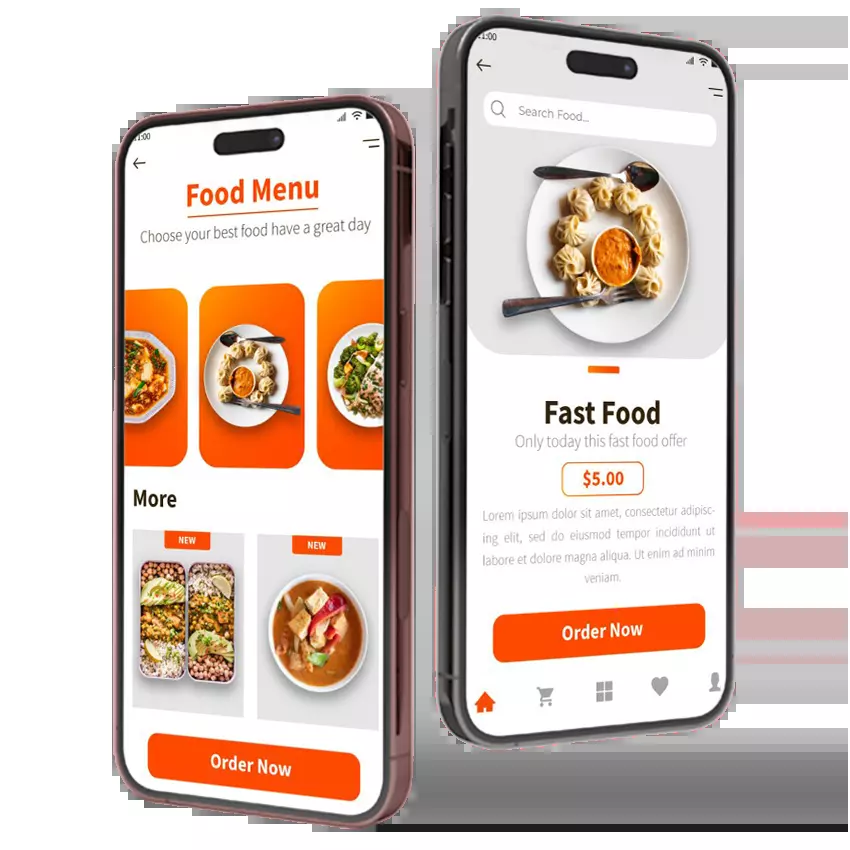 1:00
Food Menu
Choose your best food have a great day
More
NEW
NEW
Order Now
1:00
Search Food...
Fast Food
Only today this fast food offer
$5.00
Lorem ipsum dolor sit amet, consectetur adipisc-
ing elit, sed do eiusmod tempor incididunt ut
labore et dolore magna aliqua. Ut enim ad minim
veniam.
Order Now